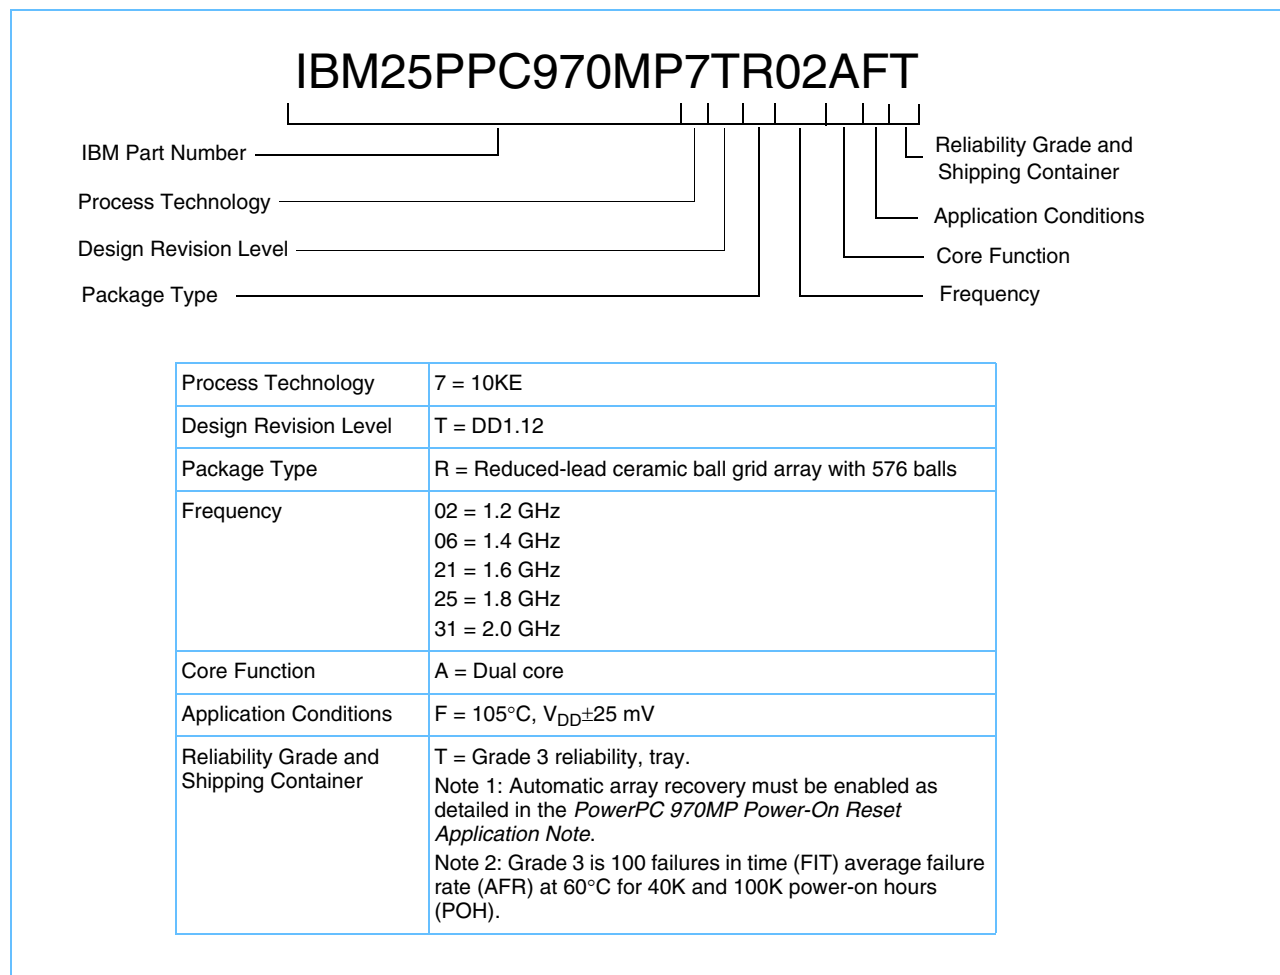 IBM25PPC970MP7TR02AFT
IBM Part Number
Process Technology
Design Revision Level
Package Type
Reliability Grade and
Shipping Container
Application Conditions
Core Function
Frequency
Process Technology 7 = 10KE
Design Revision Level T = DD1.12
Package Type R = Reduced-lead ceramic ball grid array with 576 balls
Frequency 02 = 1.2 GHz
06 = 1.4 GHz
21 = 1.6 GHz
25 = 1.8 GHz
31 = 2.0 GHz
Core Function A = Dual core
Application Conditions F = 105°C, VDD±25 mV
Reliability Grade and
Shipping Container
T = Grade 3 reliability, tray.
Note 1: Automatic array recovery must be enabled as
detailed in the PowerPC 970MP Power-On Reset
Application Note.
Note 2: Grade 3 is 100 failures in time (FIT) average failure
rate (AFR) at 60°C for 40K and 100K power-on hours
(POH).